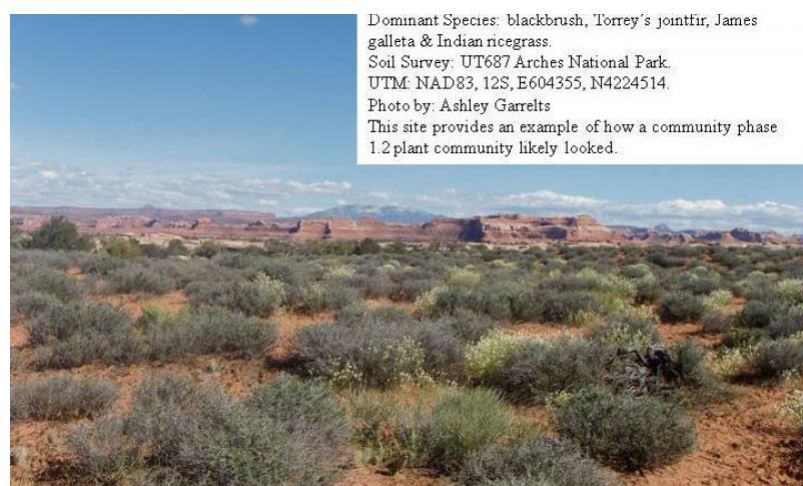 Dominant Species: blackbrush, Torrey's jointfir, James
galleta & Indian ricegrass.
Soil Survey: UT687 Arches National Park.
UTM: NAD83, 12S, E604355, N4224514.
Photo by: Ashley Garrelts
This site provides an example of how a community phase
1.2 plant community likely looked.